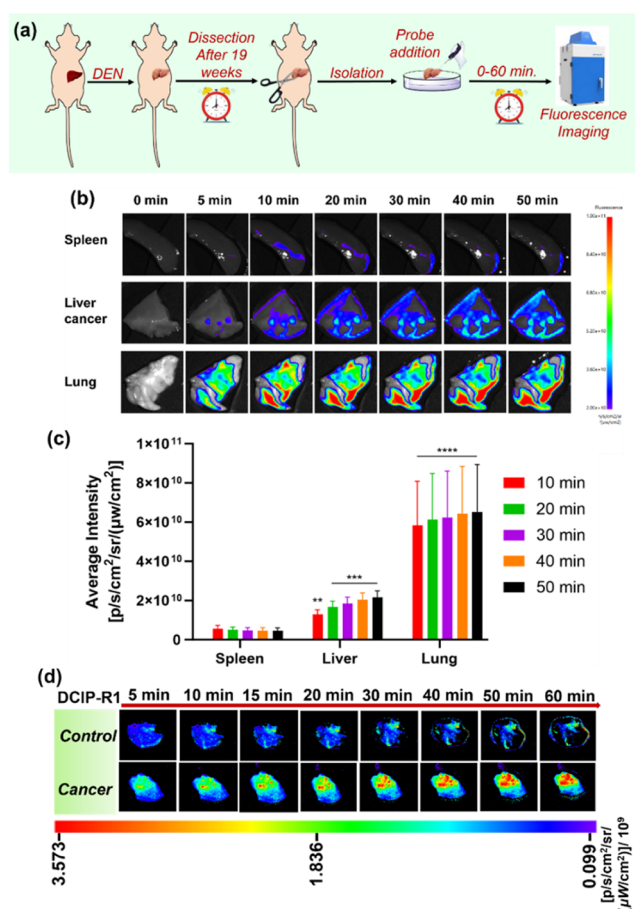 (a)
DEN
Dissection
After 19
weeks
Isolation
Probe
addition
0-60 min.
Fluorescence
Imaging
(b)
0 min 5 min 10 min 20 min 30 min 40 min 50 min
Spleen
Liver
cancer
Lung
Fluorescence
(c)
Average Intensity
[p/s/cm²/sr/(μw/cm²)]
1×10¹¹
8×10¹⁰
6×10¹⁰
4×10¹⁰
2×10¹⁰
0
** *** ****
Spleen Liver Lung
10 min
20 min
30 min
40 min
50 min
(d)
DCIP-R1 5 min 10 min 15 min 20 min 30 min 40 min 50 min 60 min
Control
Cancer
3.573
1.836
0.099
[p/s/cm²/sr/
(μW/cm²)]/ 10⁹